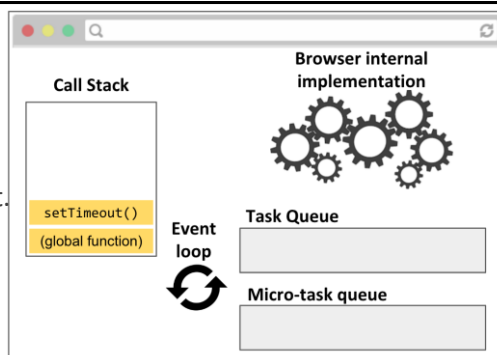 Browser internal
implementation
Call Stack
t.
setTimeout()
(global function)
Event
loop
Task Queue
Micro-task queue